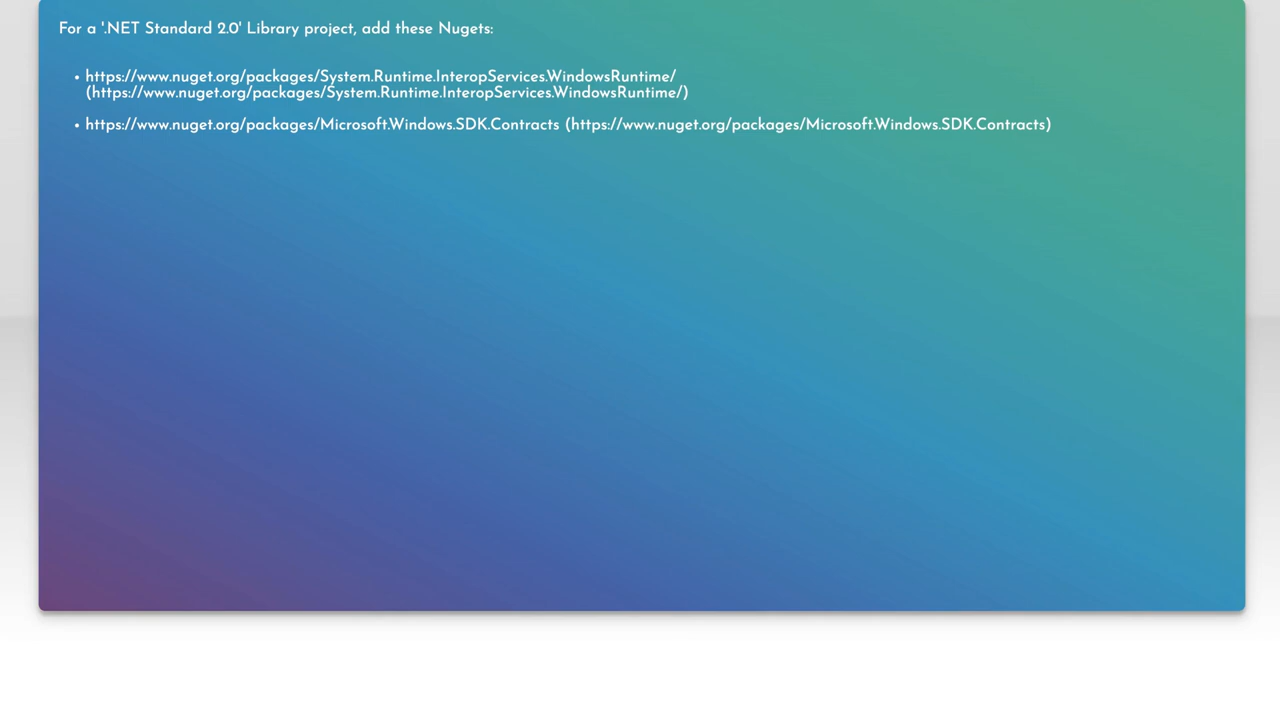 For a '.NET Standard 2.0' Library project, add these Nugets:
• https://www.nuget.org/packages/System.Runtime.InteropServices.WindowsRuntime/
(https://www.nuget.org/packages/System.Runtime.InteropServices.WindowsRuntime/)
• https://www.nuget.org/packages/Microsoft.Windows.SDK.Contracts (https://www.nuget.org/packages/Microsoft.Windows.SDK.Contracts)